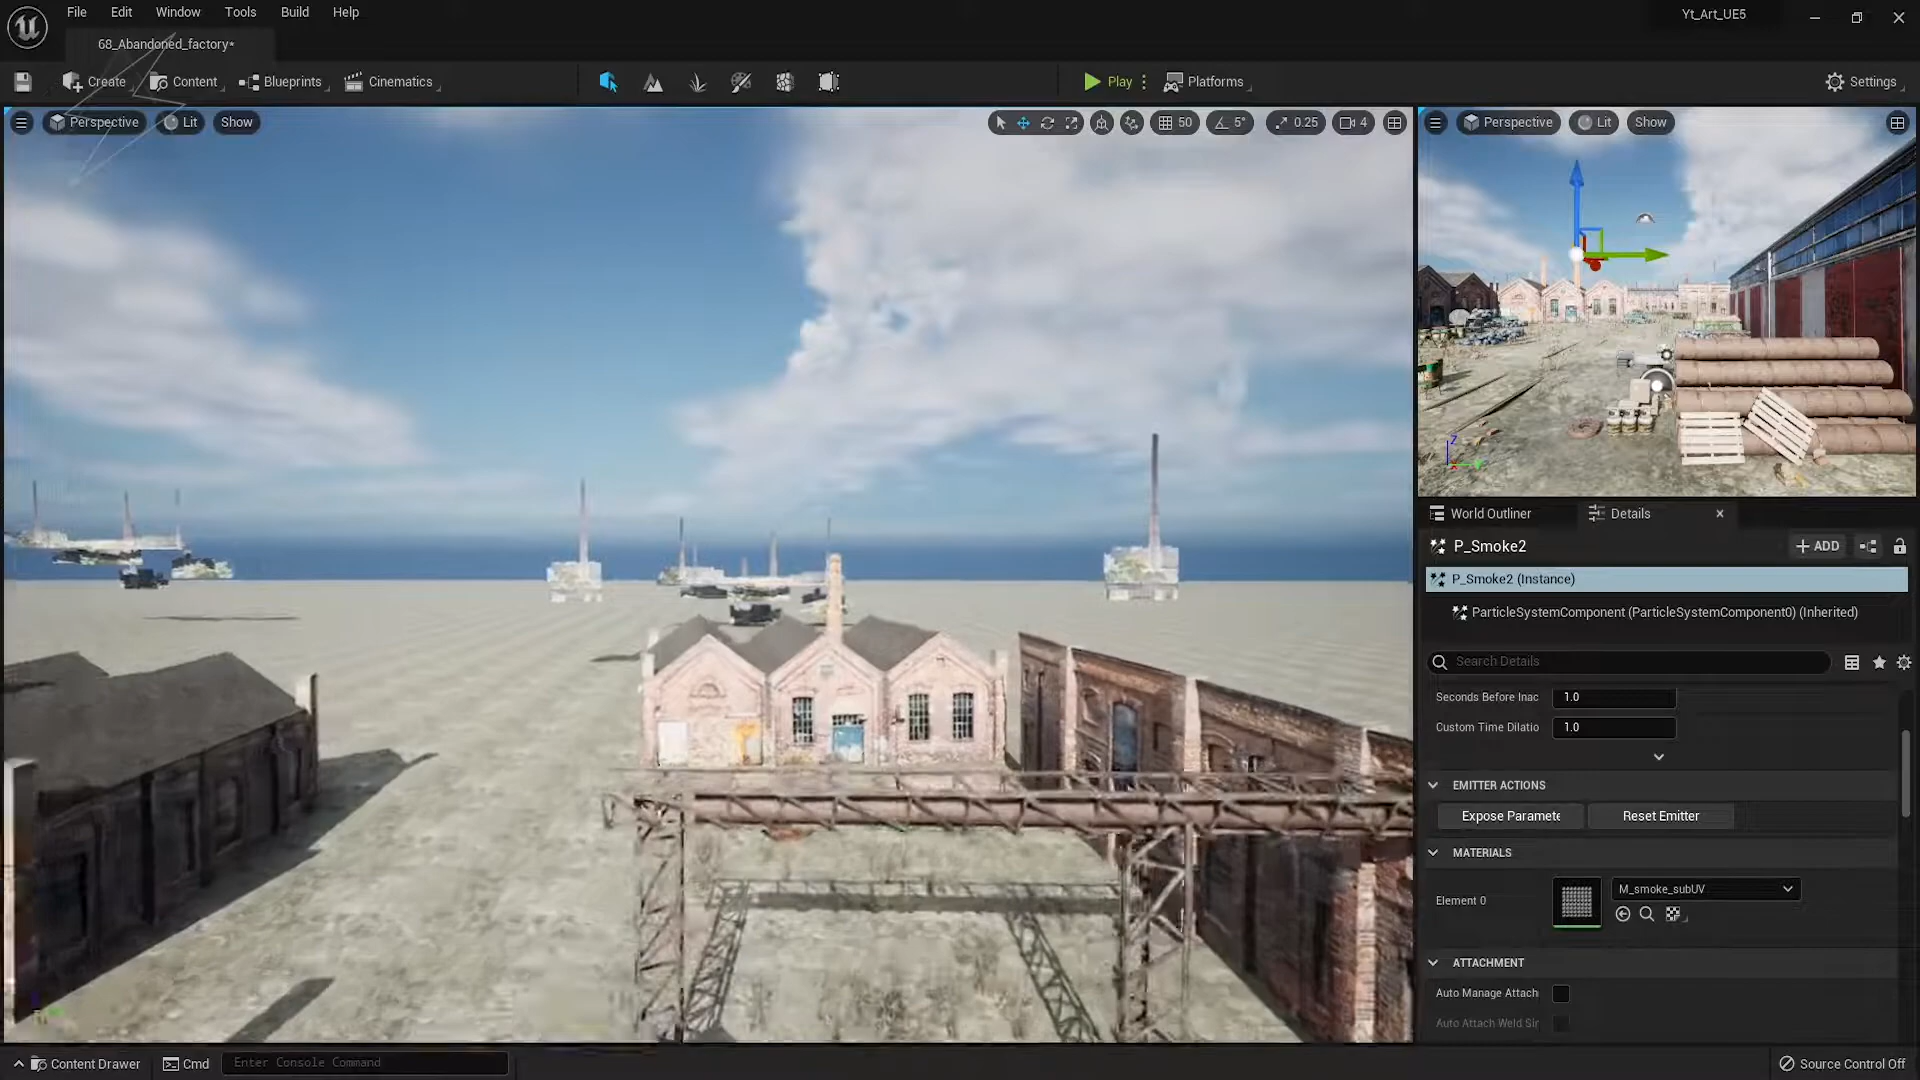 File Edit Window Tools Build Help
Yt_Art_UE5
68_Abandoned_factory*
Create Content Blueprints Cinematics
Play Platforms Settings
Perspective Lit Show
50 5° 0.25 4
Perspective Lit Show
Z
World Outliner Details
P_Smoke2
ADD
P_Smoke2 (Instance)
ParticleSystemComponent (ParticleSystemComponent0) (Inherited)
Search Details
Seconds Before Inac 1.0
Custom Time Dilatio 1.0
EMITTER ACTIONS
Expose Paramete Reset Emitter
MATERIALS
Element 0 M_smoke_subUV
ATTACHMENT
Auto Manage Attach
Auto Attach Weld Sir
Content Drawer Cmd Enter Console Command Source Control Off